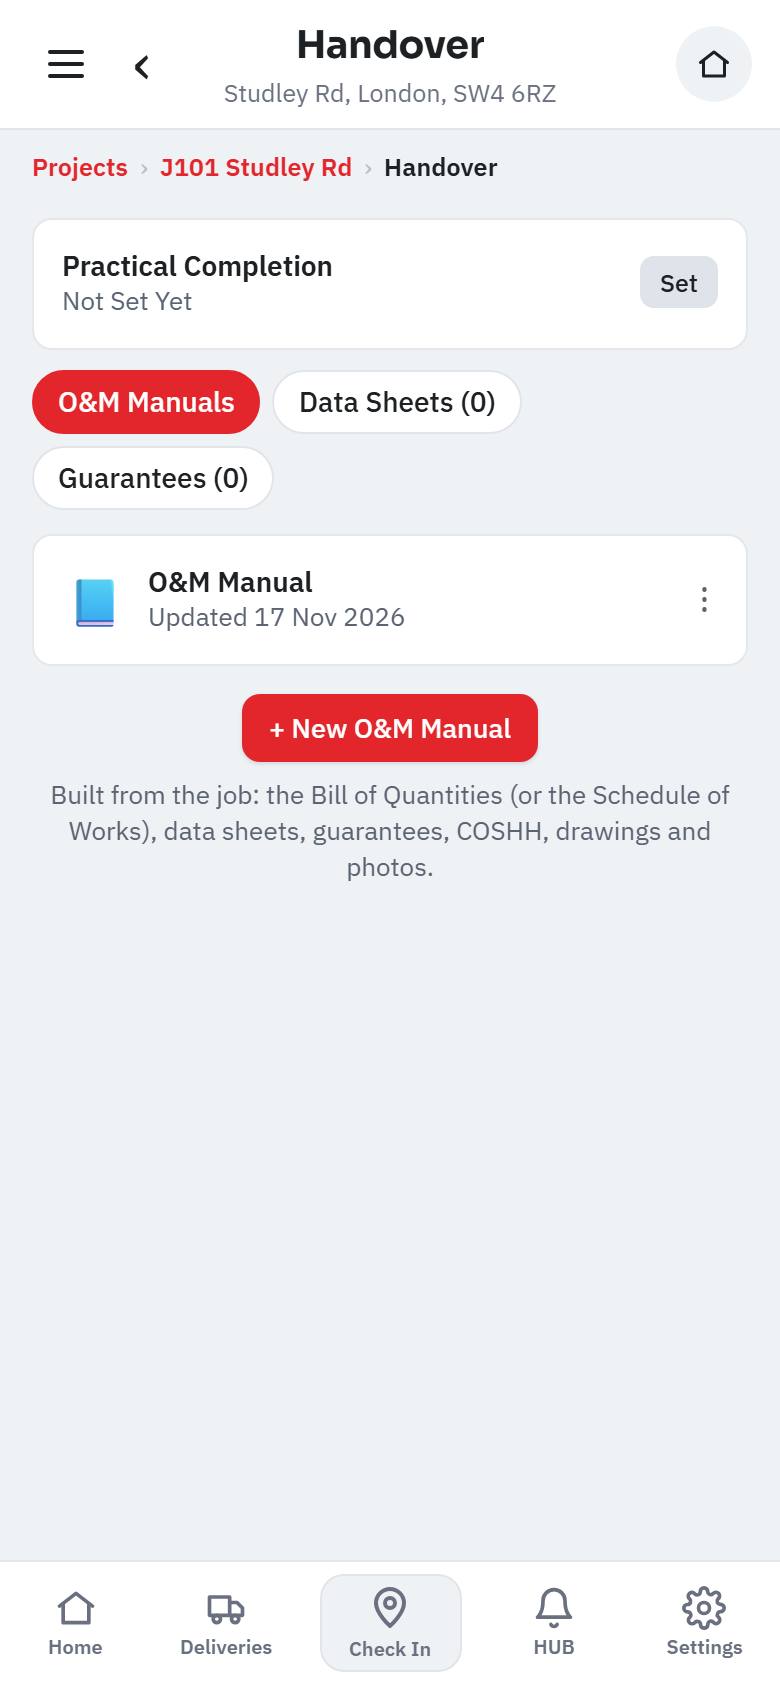 Handover
Studley Rd, London, SW4 6RZ
Projects › J101 Studley Rd › Handover
Practical Completion
Not Set Yet
Set
O&M Manuals
Data Sheets (0)
Guarantees (0)
O&M Manual
Updated 17 Nov 2026
+ New O&M Manual
Built from the job: the Bill of Quantities (or the Schedule of
Works), data sheets, guarantees, COSHH, drawings and
photos.
Home
Deliveries
Check In
HUB
Settings